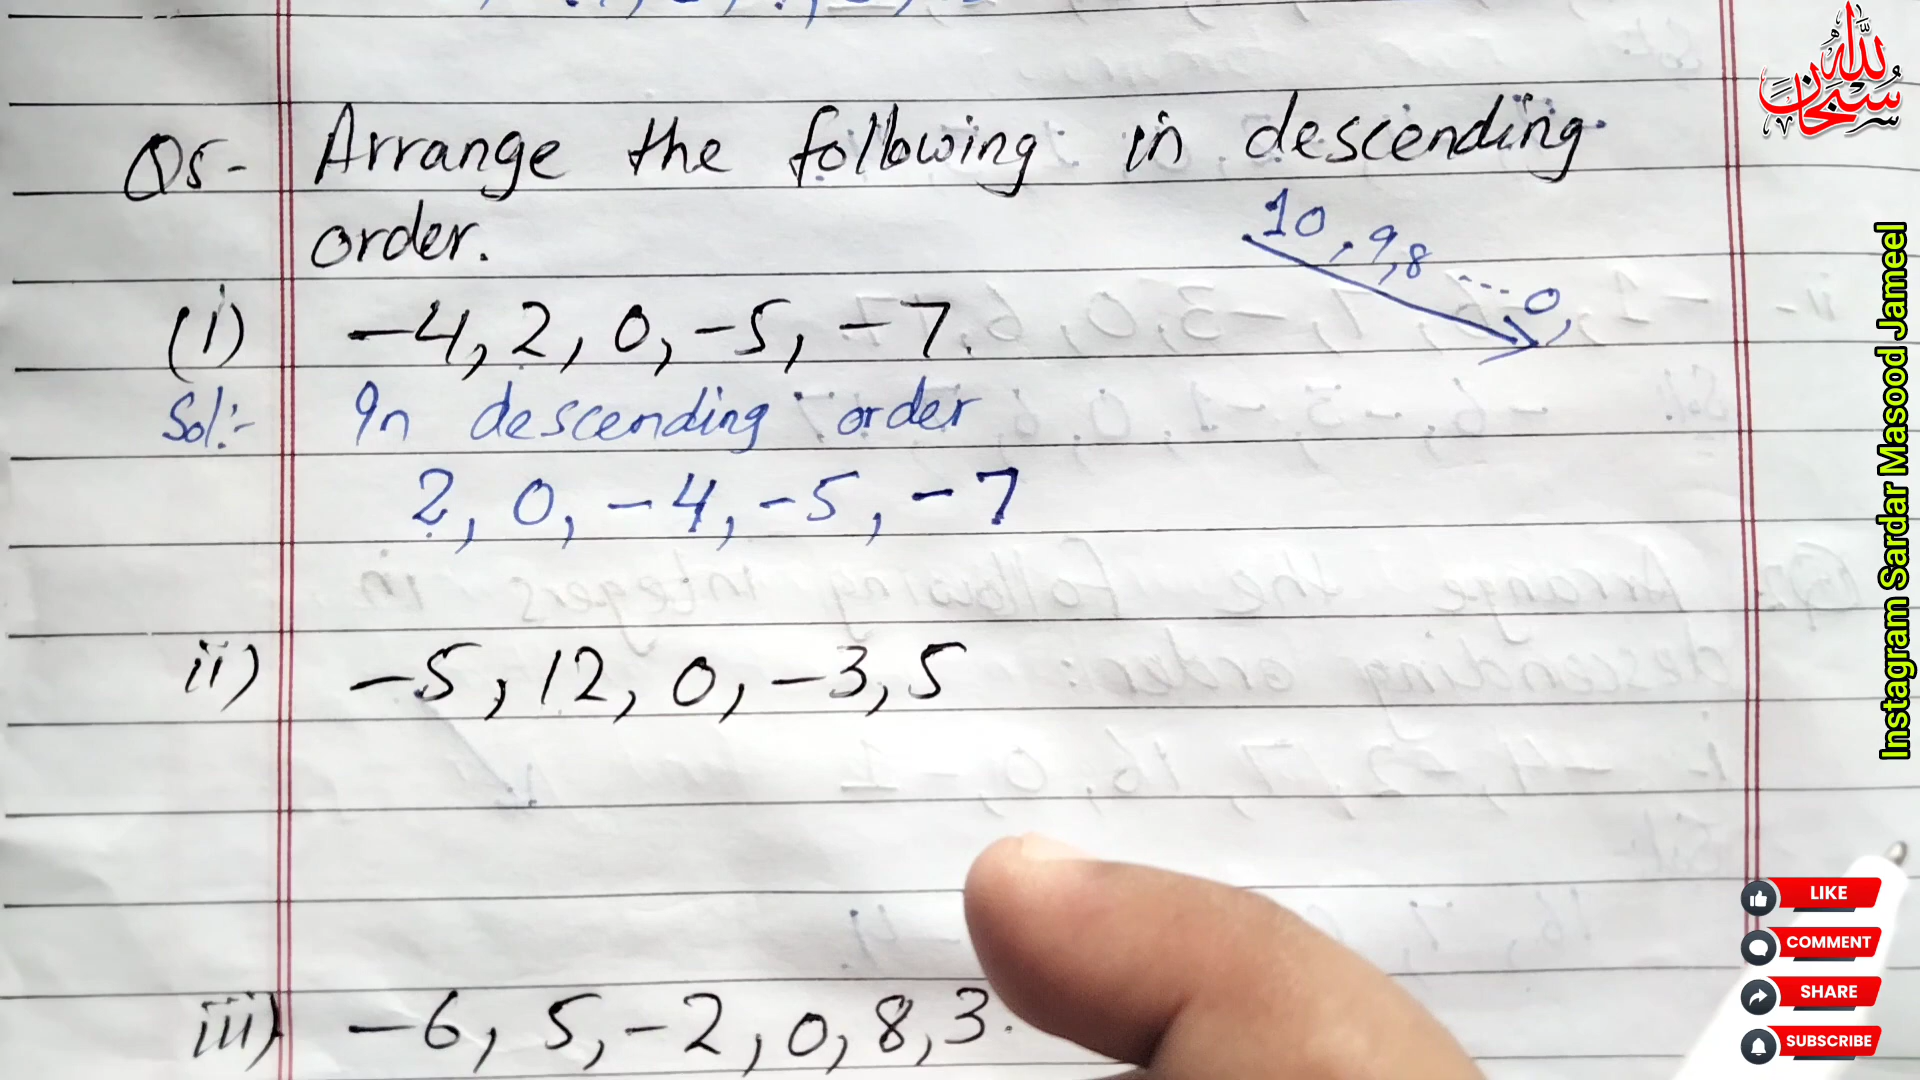 Q5- Arrange the following in descending
order.
10, 9, 8 ---- 0,
(i) -4, 2, 0, -5, -7.
Sol:- In descending order
2, 0, -4, -5, -7
ii) -5, 12, 0, -3, 5
iii) -6, 5, -2, 0, 8, 3.
سُبْحَانَ اللّٰه
Instagram Sardar Masood Jameel
LIKE
COMMENT
SHARE
SUBSCRIBE